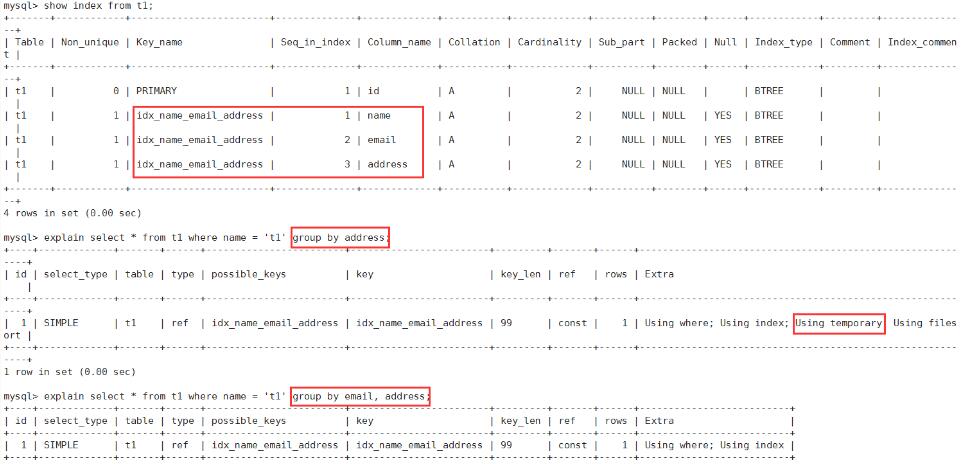 mysql> show index from t1;
+-------+------------+------------------------+--------------+-------------+-----------+-------------+----------+--------+------+------------+---------+-------------
--+
| Table | Non_unique | Key_name | Seq_in_index | Column_name | Collation | Cardinality | Sub_part | Packed | Null | Index_type | Comment | Index_commen
t |
+-------+------------+------------------------+--------------+-------------+-----------+-------------+----------+--------+------+------------+---------+-------------
--+
| t1 | 0 | PRIMARY | 1 | id | A | 2 | NULL | NULL | | BTREE | |
|
| t1 | 1 | idx_name_email_address | 1 | name | A | 2 | NULL | NULL | YES | BTREE | |
|
| t1 | 1 | idx_name_email_address | 2 | email | A | 2 | NULL | NULL | YES | BTREE | |
|
| t1 | 1 | idx_name_email_address | 3 | address | A | 2 | NULL | NULL | YES | BTREE | |
|
+-------+------------+------------------------+--------------+-------------+-----------+-------------+----------+--------+------+------------+---------+-------------
--+
4 rows in set (0.00 sec)
mysql> explain select * from t1 where name = 't1' group by address;
+----+-------------+-------+------+------------------------+------------------------+---------+-------+------+------------------------------------------------------
----+
| id | select_type | table | type | possible_keys | key | key_len | ref | rows | Extra
|
+----+-------------+-------+------+------------------------+------------------------+---------+-------+------+------------------------------------------------------
----+
| 1 | SIMPLE | t1 | ref | idx_name_email_address | idx_name_email_address | 99 | const | 1 | Using where; Using index; Using temporary Using files
ort |
+----+-------------+-------+------+------------------------+------------------------+---------+-------+------+------------------------------------------------------
----+
1 row in set (0.00 sec)
mysql> explain select * from t1 where name = 't1' group by email, address;
+----+-------------+-------+------+------------------------+------------------------+---------+-------+------+--------------------------+
| id | select_type | table | type | possible_keys | key | key_len | ref | rows | Extra |
+----+-------------+-------+------+------------------------+------------------------+---------+-------+------+--------------------------+
| 1 | SIMPLE | t1 | ref | idx_name_email_address | idx_name_email_address | 99 | const | 1 | Using where; Using index |
+----+-------------+-------+------+------------------------+------------------------+---------+-------+------+--------------------------+